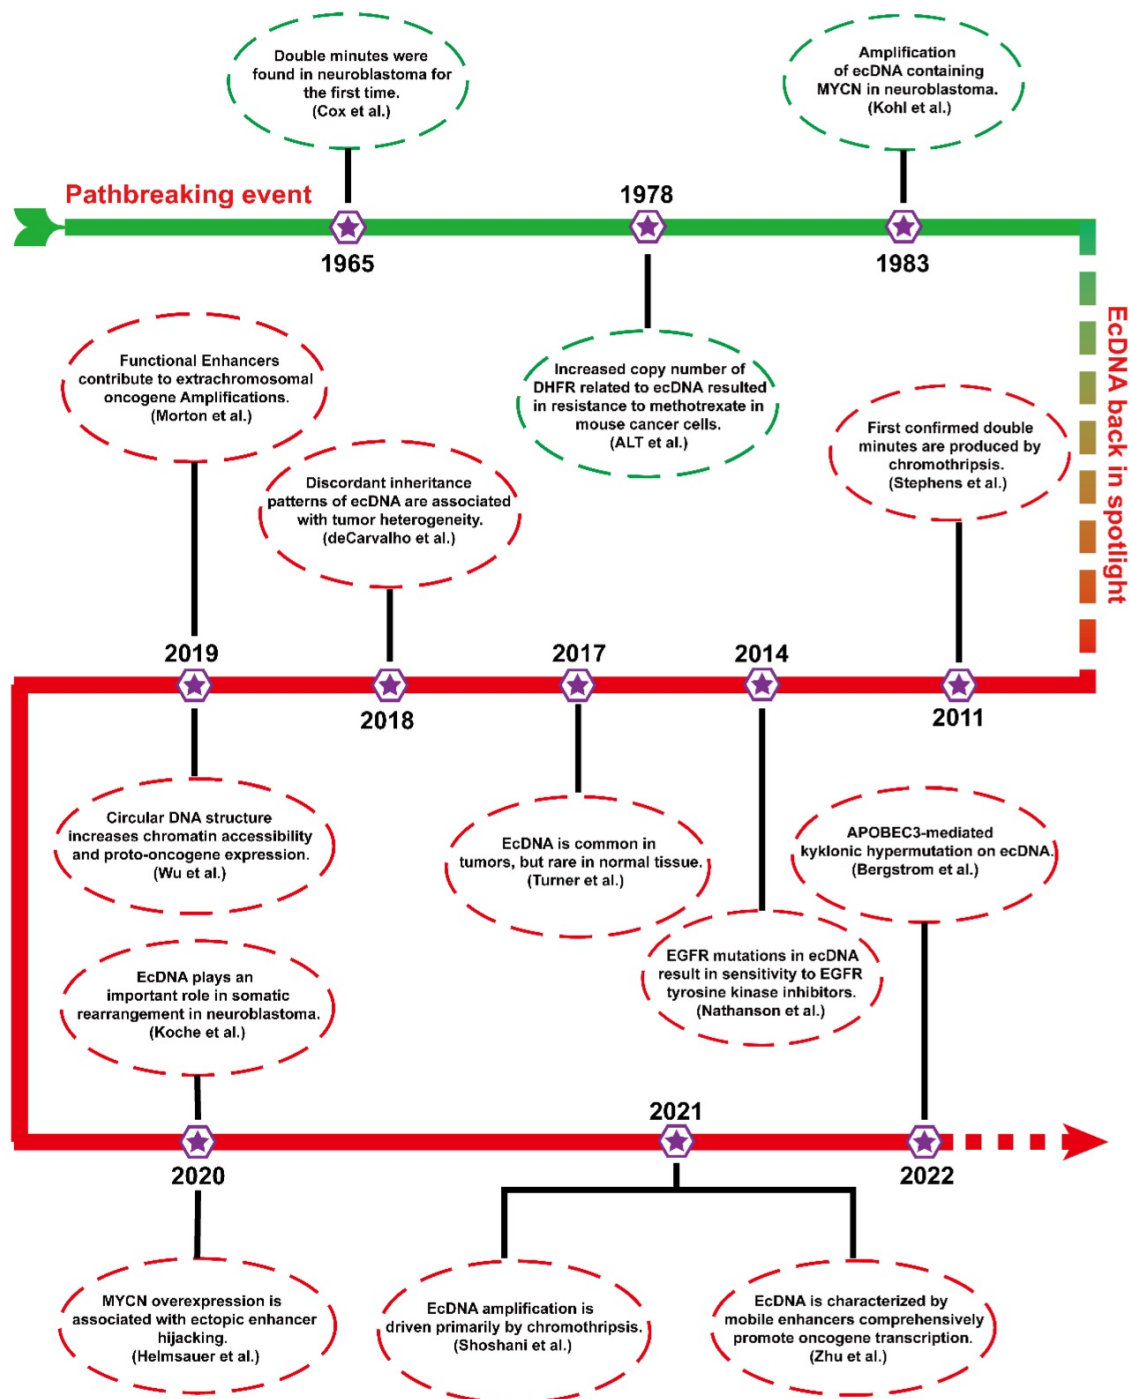 Double minutes were
found in neuroblastoma for
the first time.
(Cox et al.)
Amplification
of ecDNA containing
MYCN in neuroblastoma.
(Kohl et al.)
Pathbreaking event
1978
1965
1983
EcDNA back in spotlight
Functional Enhancers
contribute to extrachromosomal
oncogene Amplifications.
(Morton et al.)
Increased copy number of
DHFR related to ecDNA resulted
in resistance to methotrexate in
mouse cancer cells.
(ALT et al.)
First confirmed double
minutes are produced by
chromothripsis.
(Stephens et al.)
Discordant inheritance
patterns of ecDNA are associated
with tumor heterogeneity.
(deCarvalho et al.)
2019
2018
2017
2014
2011
Circular DNA structure
increases chromatin accessibility
and proto-oncogene expression.
(Wu et al.)
EcDNA is common in
tumors, but rare in normal tissue.
(Turner et al.)
APOBEC3-mediated
kyklonic hypermutation on ecDNA.
(Bergstrom et al.)
EcDNA plays an
important role in somatic
rearrangement in neuroblastoma.
(Koche et al.)
EGFR mutations in ecDNA
result in sensitivity to EGFR
tyrosine kinase inhibitors.
(Nathanson et al.)
2020
2021
2022
MYCN overexpression is
associated with ectopic enhancer
hijacking.
(Helmsauer et al.)
EcDNA amplification is
driven primarily by chromothripsis.
(Shoshani et al.)
EcDNA is characterized by
mobile enhancers comprehensively
promote oncogene transcription.
(Zhu et al.)